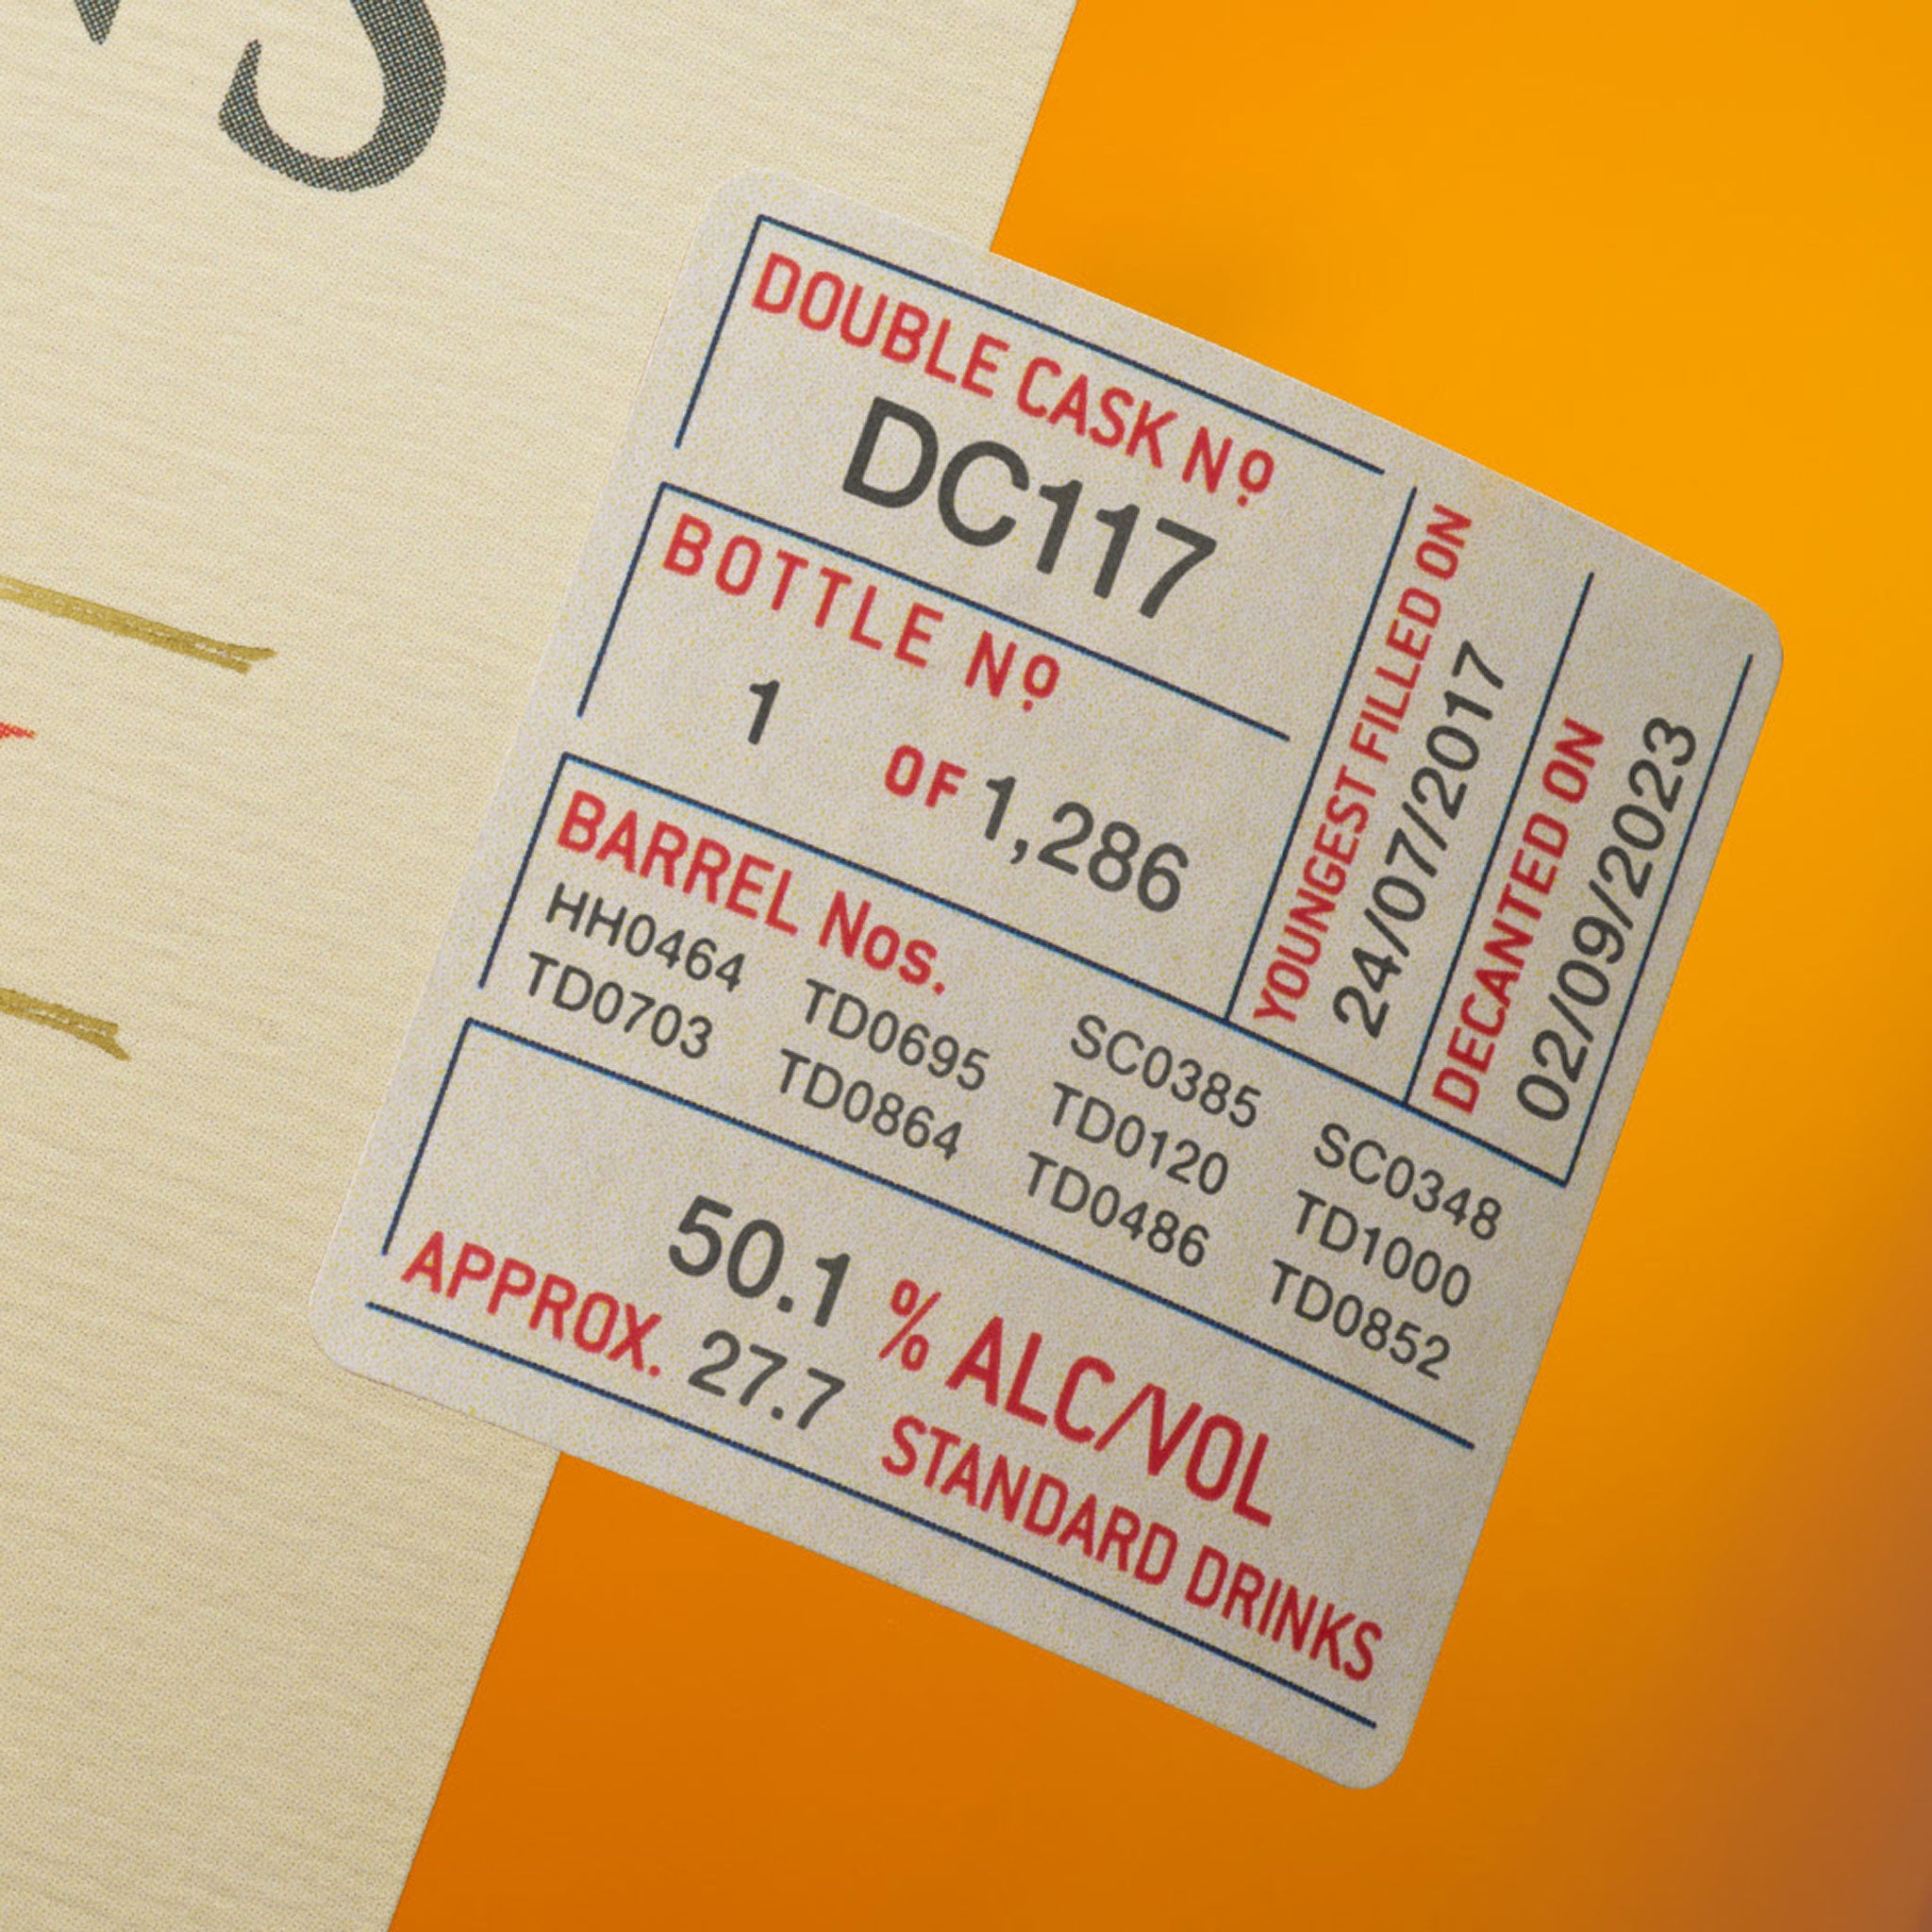 S
DOUBLE CASK Nº
DC117
BOTTLE Nº
1 OF 1,286
YOUNGEST FILLED ON
24/07/2017
DECANTED ON
02/09/2023
BARREL Nos.
HH0464 TD0695 SC0385 SC0348
TD0703 TD0864 TD0120 TD1000
TD0486 TD0852
50.1 % ALC/VOL
APPROX. 27.7 STANDARD DRINKS